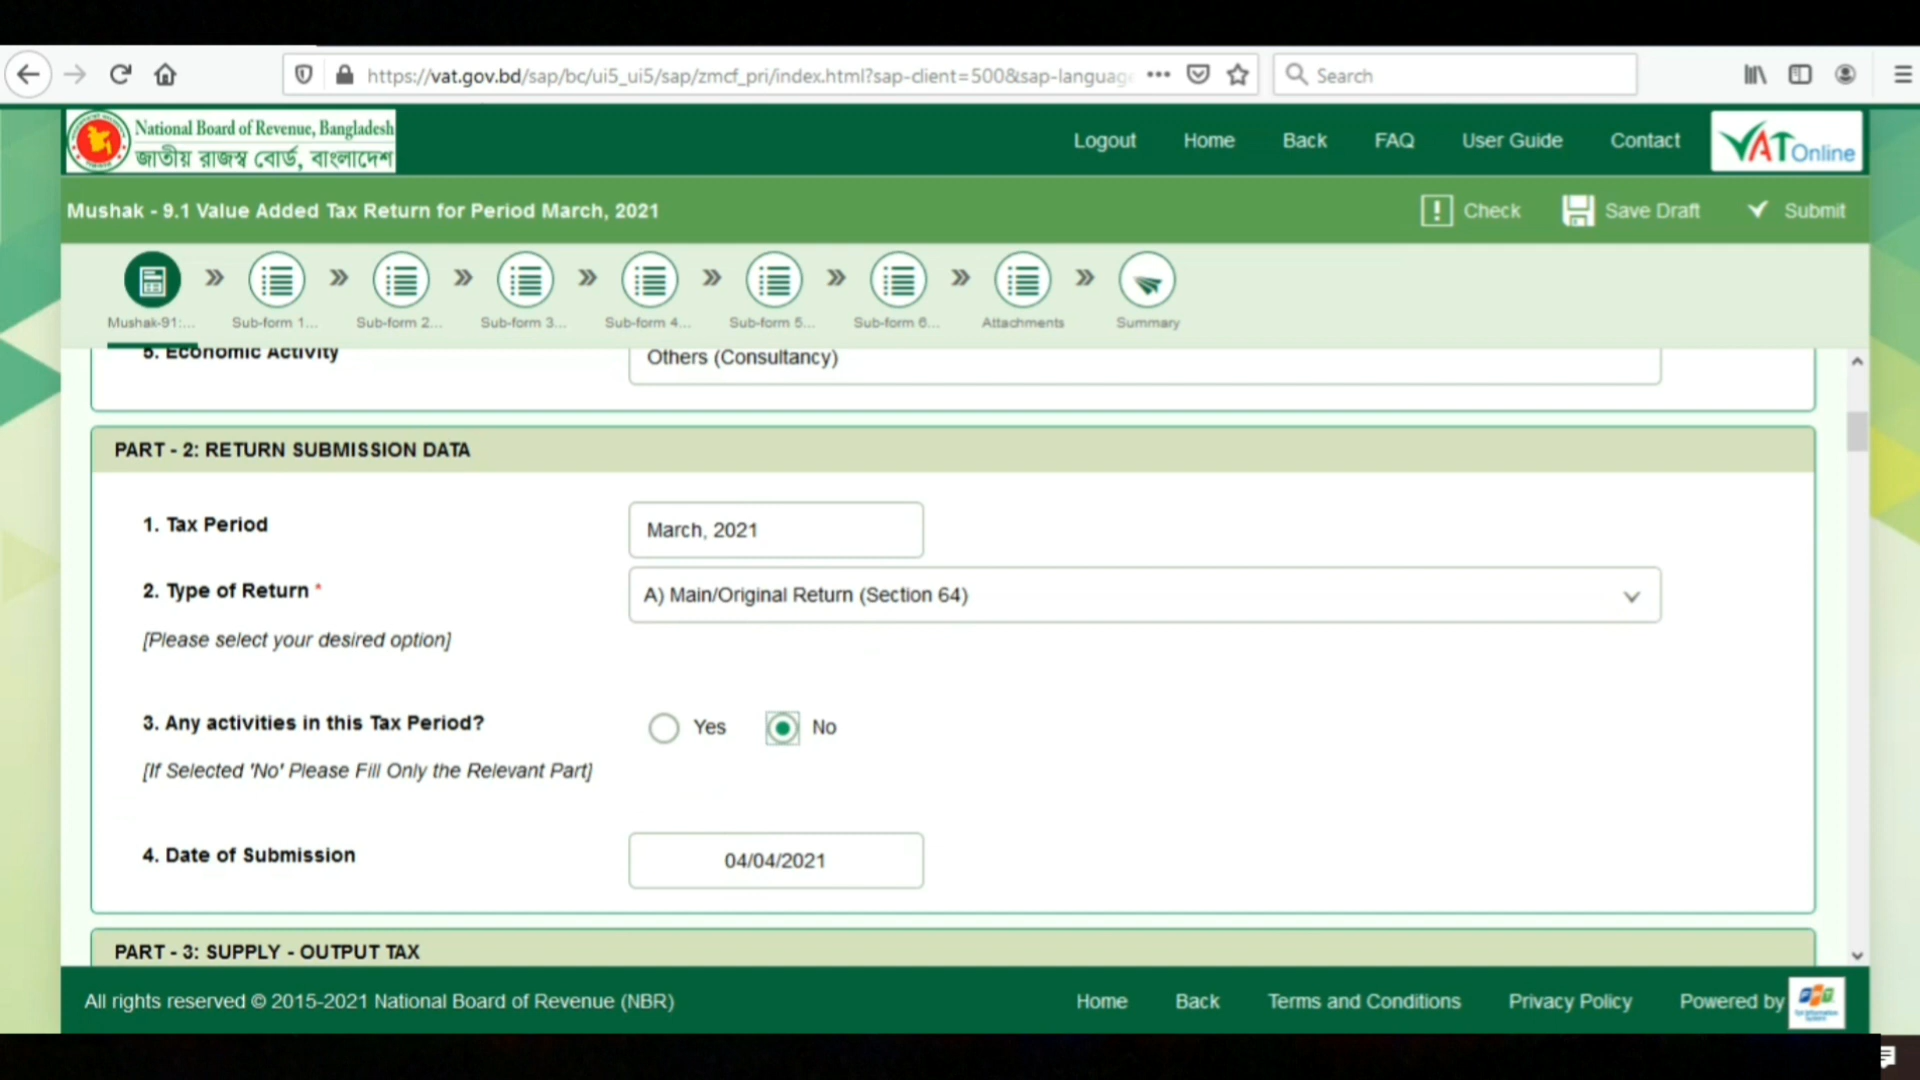 https://vat.gov.bd/sap/bc/ui5_ui5/sap/zmcf_pri/index.html?sap-client=500&sap-language
Search
National Board of Revenue, Bangladesh
জাতীয় রাজস্ব বোর্ড, বাংলাদেশ
Logout Home Back FAQ User Guide Contact VAT Online
Mushak - 9.1 Value Added Tax Return for Period March, 2021
Check Save Draft Submit
Mushak-91:... Sub-form 1... Sub-form 2... Sub-form 3... Sub-form 4... Sub-form 5... Sub-form 6... Attachments Summary
5. Economic Activity Others (Consultancy)
PART - 2: RETURN SUBMISSION DATA
1. Tax Period March, 2021
2. Type of Return * A) Main/Original Return (Section 64)
[Please select your desired option]
3. Any activities in this Tax Period? Yes No
[If Selected 'No' Please Fill Only the Relevant Part]
4. Date of Submission 04/04/2021
PART - 3: SUPPLY - OUTPUT TAX
All rights reserved © 2015-2021 National Board of Revenue (NBR)
Home Back Terms and Conditions Privacy Policy Powered by FPT